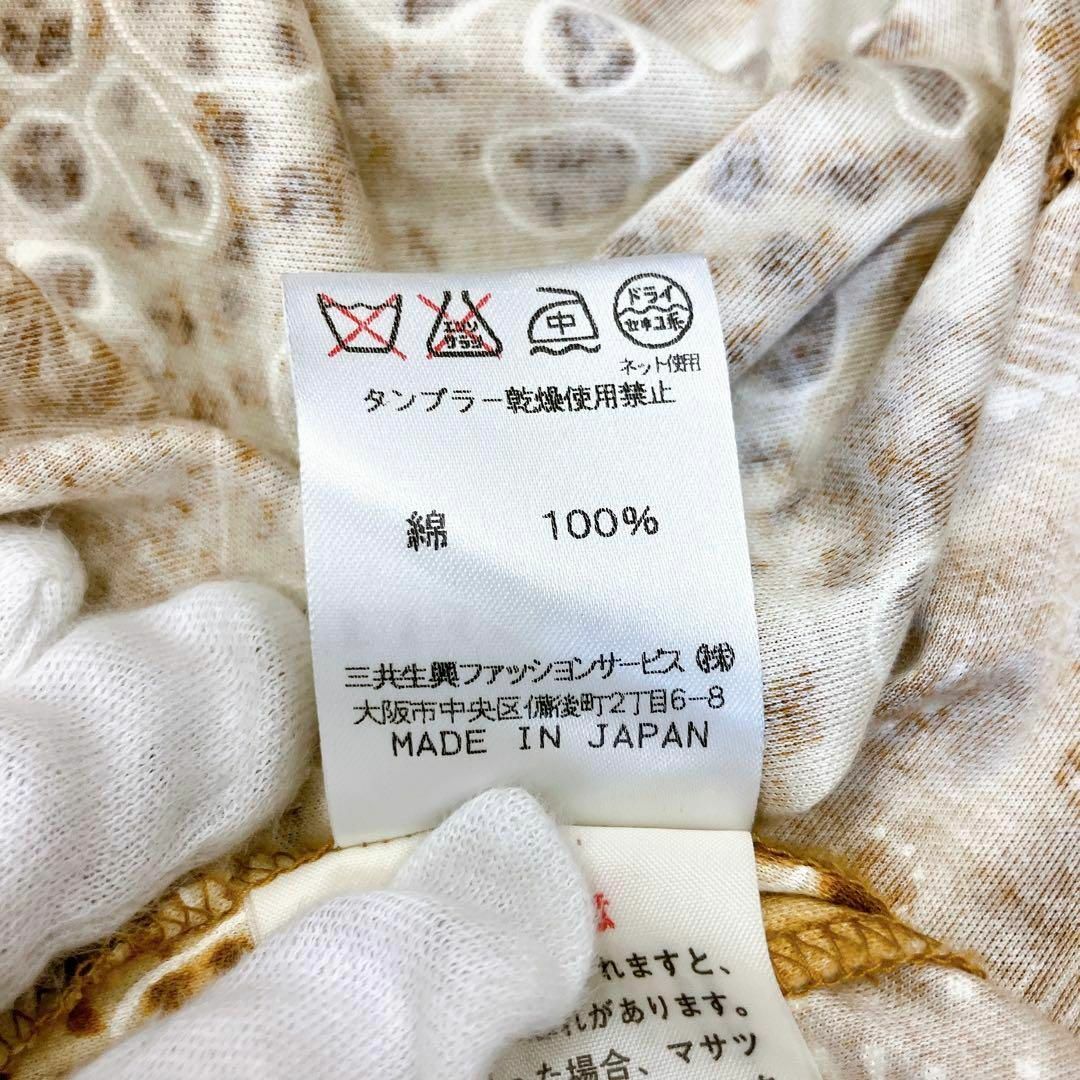 エンソ
サラシ
中
ドライ
セキユ系
ネット使用
タンブラー乾燥使用禁止
綿 100%
三共生興ファッションサービス(株)
大阪市中央区備後町2丁目6-8
MADE IN JAPAN
れますと、
れがあります。
た場合、マサツ